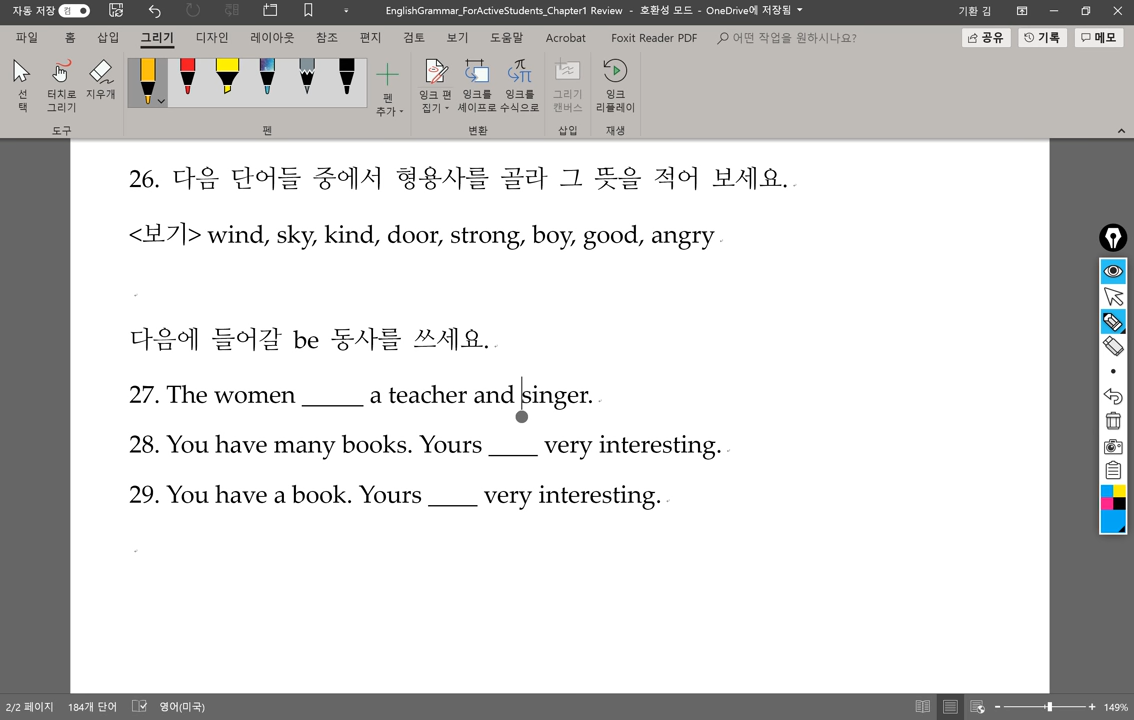 자동 저장 끔 EnglishGrammar_ForActiveStudents_Chapter1 Review - 호환성 모드 - OneDrive에 저장됨 기환 김
파일 홈 삽입 그리기 디자인 레이아웃 참조 편지 검토 보기 도움말 Acrobat Foxit Reader PDF 어떤 작업을 원하시나요? 공유 기록 메모
선택 터치로 그리기 지우개 펜 추가 잉크 편집기 잉크를 셰이프로 잉크를 수식으로 그리기 캔버스 잉크 리플레이
도구 펜 변환 삽입 재생
26. 다음 단어들 중에서 형용사를 골라 그 뜻을 적어 보세요.
<보기> wind, sky, kind, door, strong, boy, good, angry
다음에 들어갈 be 동사를 쓰세요.
27. The women _____ a teacher and singer.
28. You have many books. Yours ____ very interesting.
29. You have a book. Yours ____ very interesting.
2/2 페이지 184개 단어 영어(미국) 149%